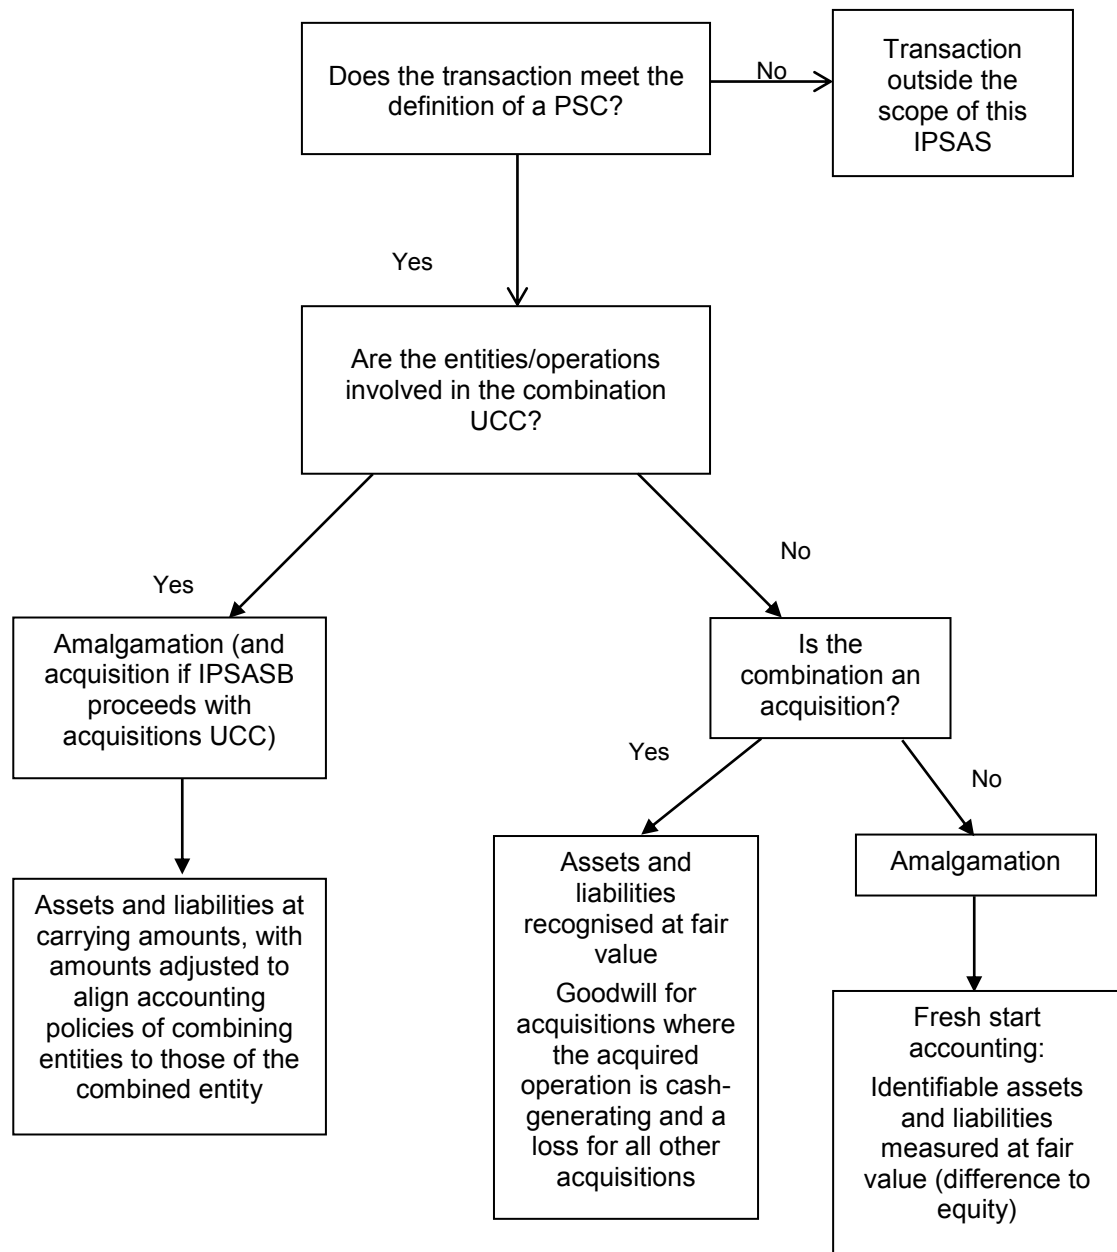 Does the transaction meet the
definition of a PSC?
No
Transaction
outside the
scope of this
IPSAS
Yes
Are the entities/operations
involved in the combination
UCC?
Yes
No
Amalgamation (and
acquisition if IPSASB
proceeds with
acquisitions UCC)
Is the
combination an
acquisition?
Yes
No
Assets and liabilities at
carrying amounts, with
amounts adjusted to
align accounting
policies of combining
entities to those of the
combined entity
Assets and
liabilities
recognised at fair
value
Goodwill for
acquisitions where
the acquired
operation is cash-
generating and a
loss for all other
acquisitions
Amalgamation
Fresh start
accounting:
Identifiable assets
and liabilities
measured at fair
value (difference to
equity)